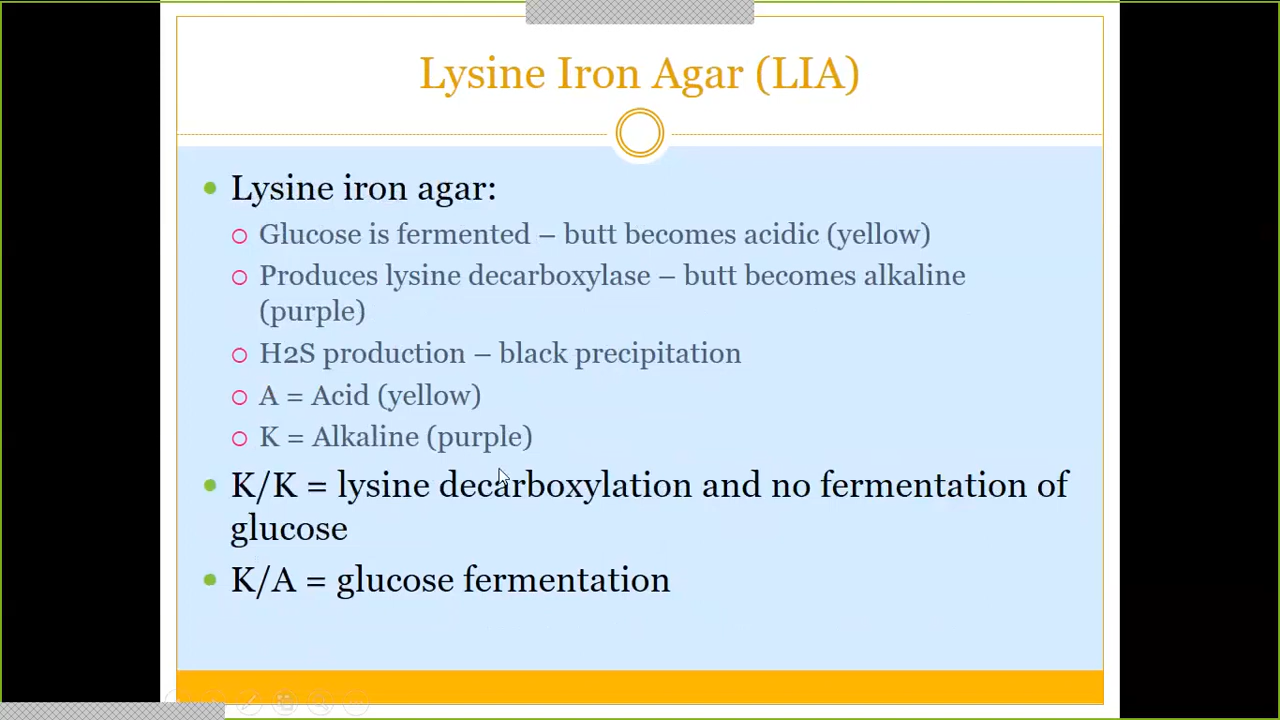 Lysine Iron Agar (LIA)
Lysine iron agar:
Glucose is fermented – butt becomes acidic (yellow)
Produces lysine decarboxylase – butt becomes alkaline
(purple)
H2S production – black precipitation
A = Acid (yellow)
K = Alkaline (purple)
K/K = lysine decarboxylation and no fermentation of
glucose
K/A = glucose fermentation